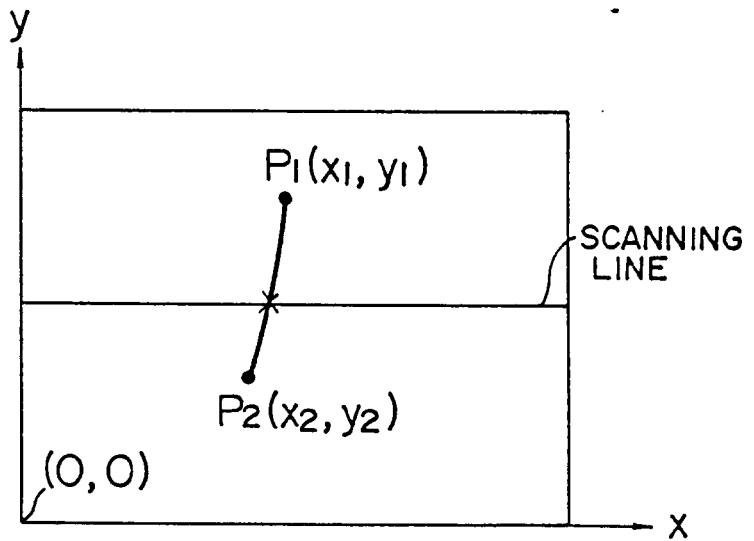 y
P1(x1, y1)
SCANNING
LINE
P2(x2, y2)
(0, 0)
x